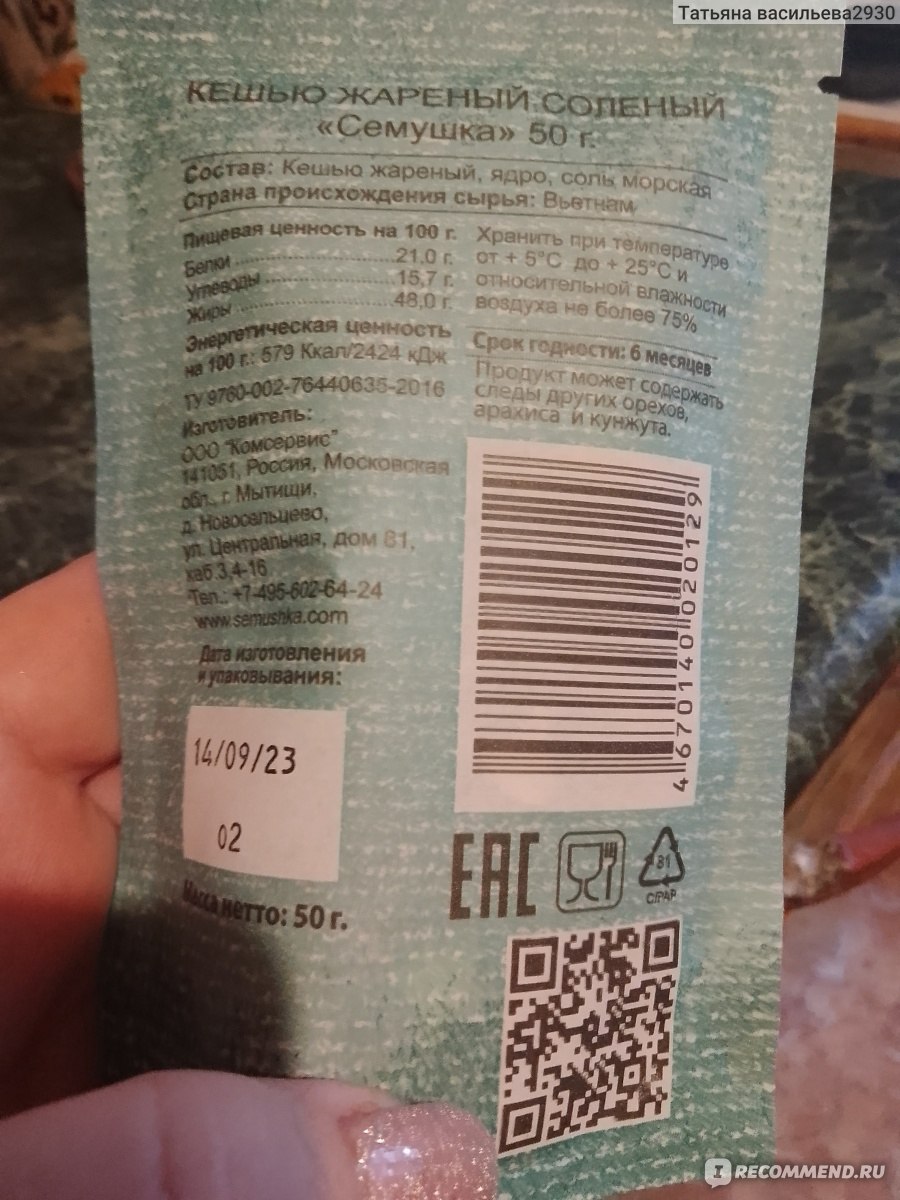 Татьяна васильева2930
КЕШЬЮ ЖАРЕНЫЙ СОЛЕНЫЙ
«Семушка» 50 г.
Состав: Кешью жареный, ядро, соль морская
Страна происхождения сырья: Вьетнам
Пищевая ценность на 100 г.
Белки 21,0 г.
Углеводы 15,7 г.
Жиры 48,0 г.
Энергетическая ценность
на 100 г.: 579 Ккал/2424 кДж
ТУ 9760-002-76440635-2016
Изготовитель:
ООО "Комсервис"
141051, Россия, Московская
обл., г. Мытищи,
д. Новосельцево,
ул. Центральная, дом 81,
каб 3,4-16
Тел.: +7-495-602-64-24
www.semushka.com
Дата изготовления
и упаковывания:
14/09/23
02
Масса нетто: 50 г.
Хранить при температуре
от + 5°C до + 25°C и
относительной влажности
воздуха не более 75%
Срок годности: 6 месяцев
Продукт может содержать
следы других орехов,
арахиса и кунжута.
4 670140 020129
EAC
81
C/PAP
RECOMMEND.RU